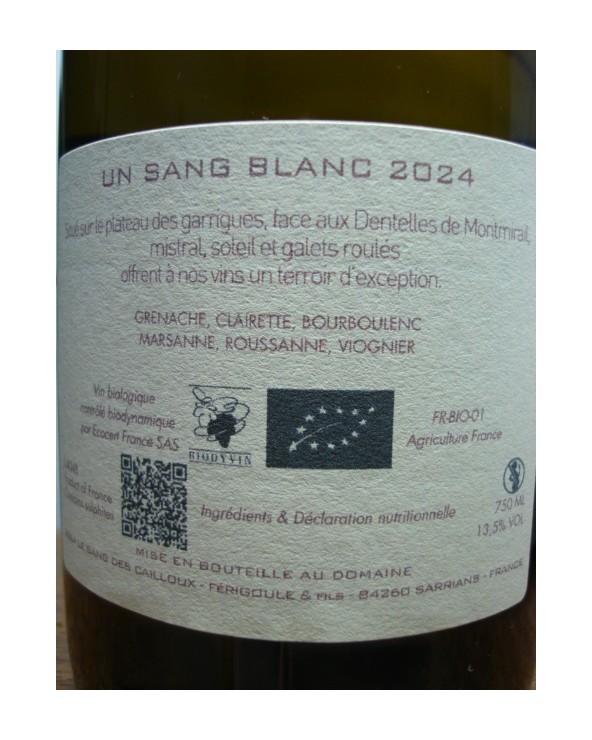 UN SANG BLANC 2024
Situé sur le plateau des garrigues, face aux Dentelles de Montmirail,
mistral, soleil et galets roulés
offrent à nos vins un terroir d'exception.
GRENACHE, CLAIRETTE, BOURBOULENC
MARSANNE, ROUSSANNE, VIOGNIER
Vin biologique
contrôlé biodynamique
par Ecocert France SAS
BIODYVIN
FR-BIO-01
Agriculture France
Product of France
Contains sulphites
Ingrédients & Déclaration nutritionnelle
750 ML
13,5% VOL
MISE EN BOUTEILLE AU DOMAINE
LE SANG DES CAILLOUX - FÉRIGOULE & FILS - 84260 SARRIANS - FRANCE